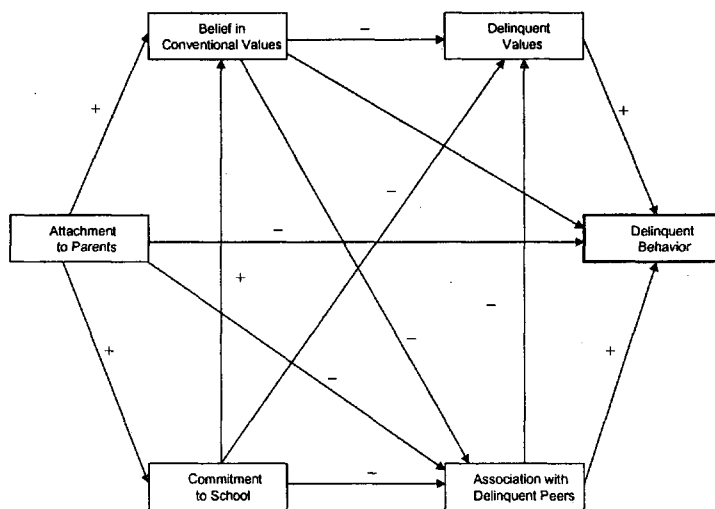 Belief in
Conventional Values
−
Delinquent
Values
+
+
−
Attachment
to Parents
−
Delinquent
Behavior
+
−
+
−
−
+
Commitment
to School
−
Association with
Delinquent Peers